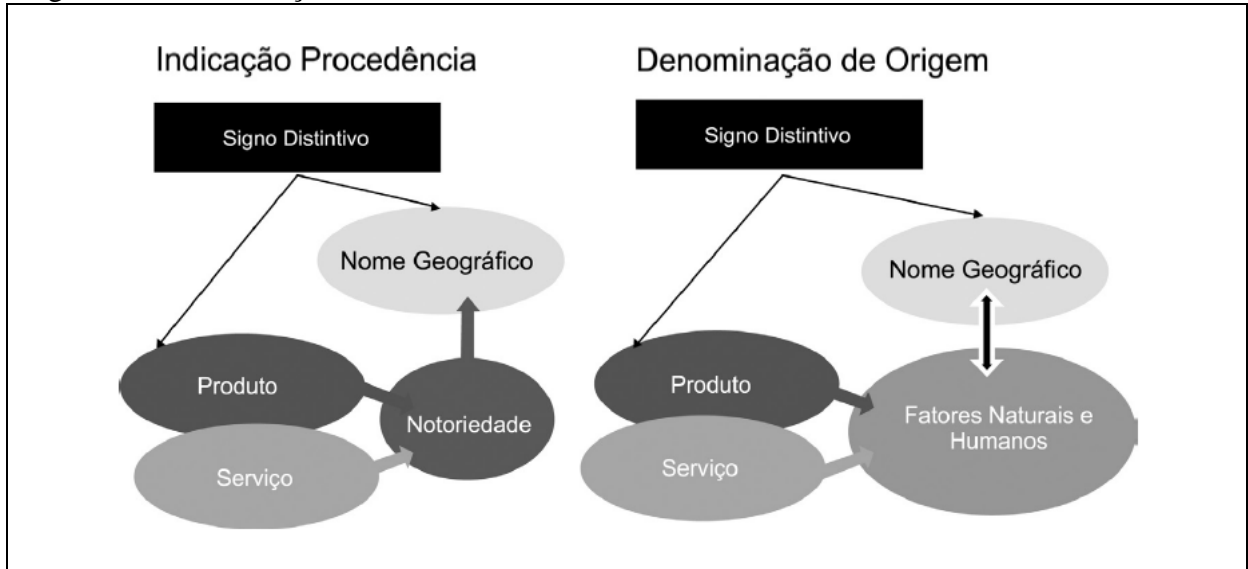 Indicação Procedência
Signo Distintivo
Nome Geográfico
Produto
Notoriedade
Serviço
Denominação de Origem
Signo Distintivo
Nome Geográfico
Produto
Fatores Naturais e
Humanos
Serviço